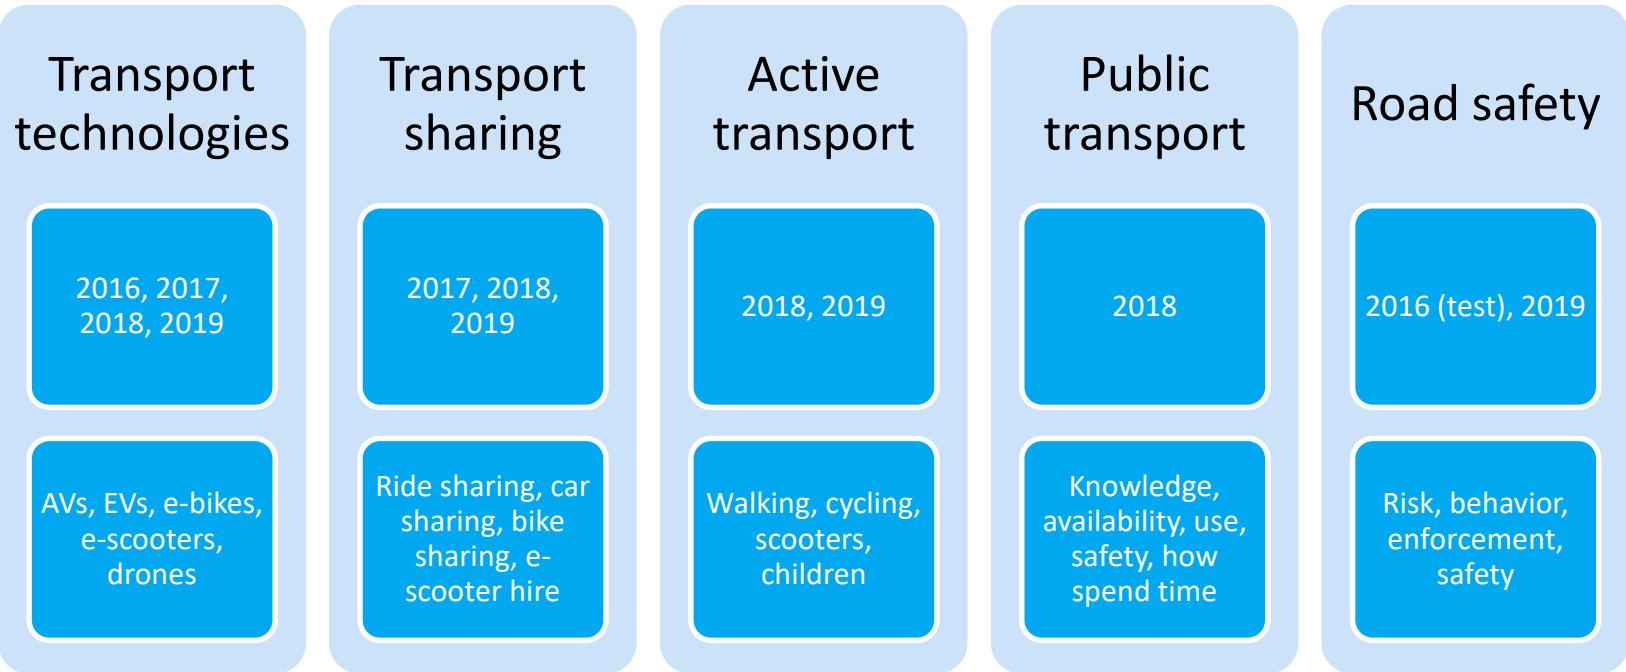 Transport
technologies
2016, 2017,
2018, 2019
AVs, EVs, e-bikes,
e-scooters,
drones
Transport
sharing
2017, 2018,
2019
Ride sharing, car
sharing, bike
sharing, e-
scooter hire
Active
transport
2018, 2019
Walking, cycling,
scooters,
children
Public
transport
2018
Knowledge,
availability, use,
safety, how
spend time
Road safety
2016 (test), 2019
Risk, behavior,
enforcement,
safety